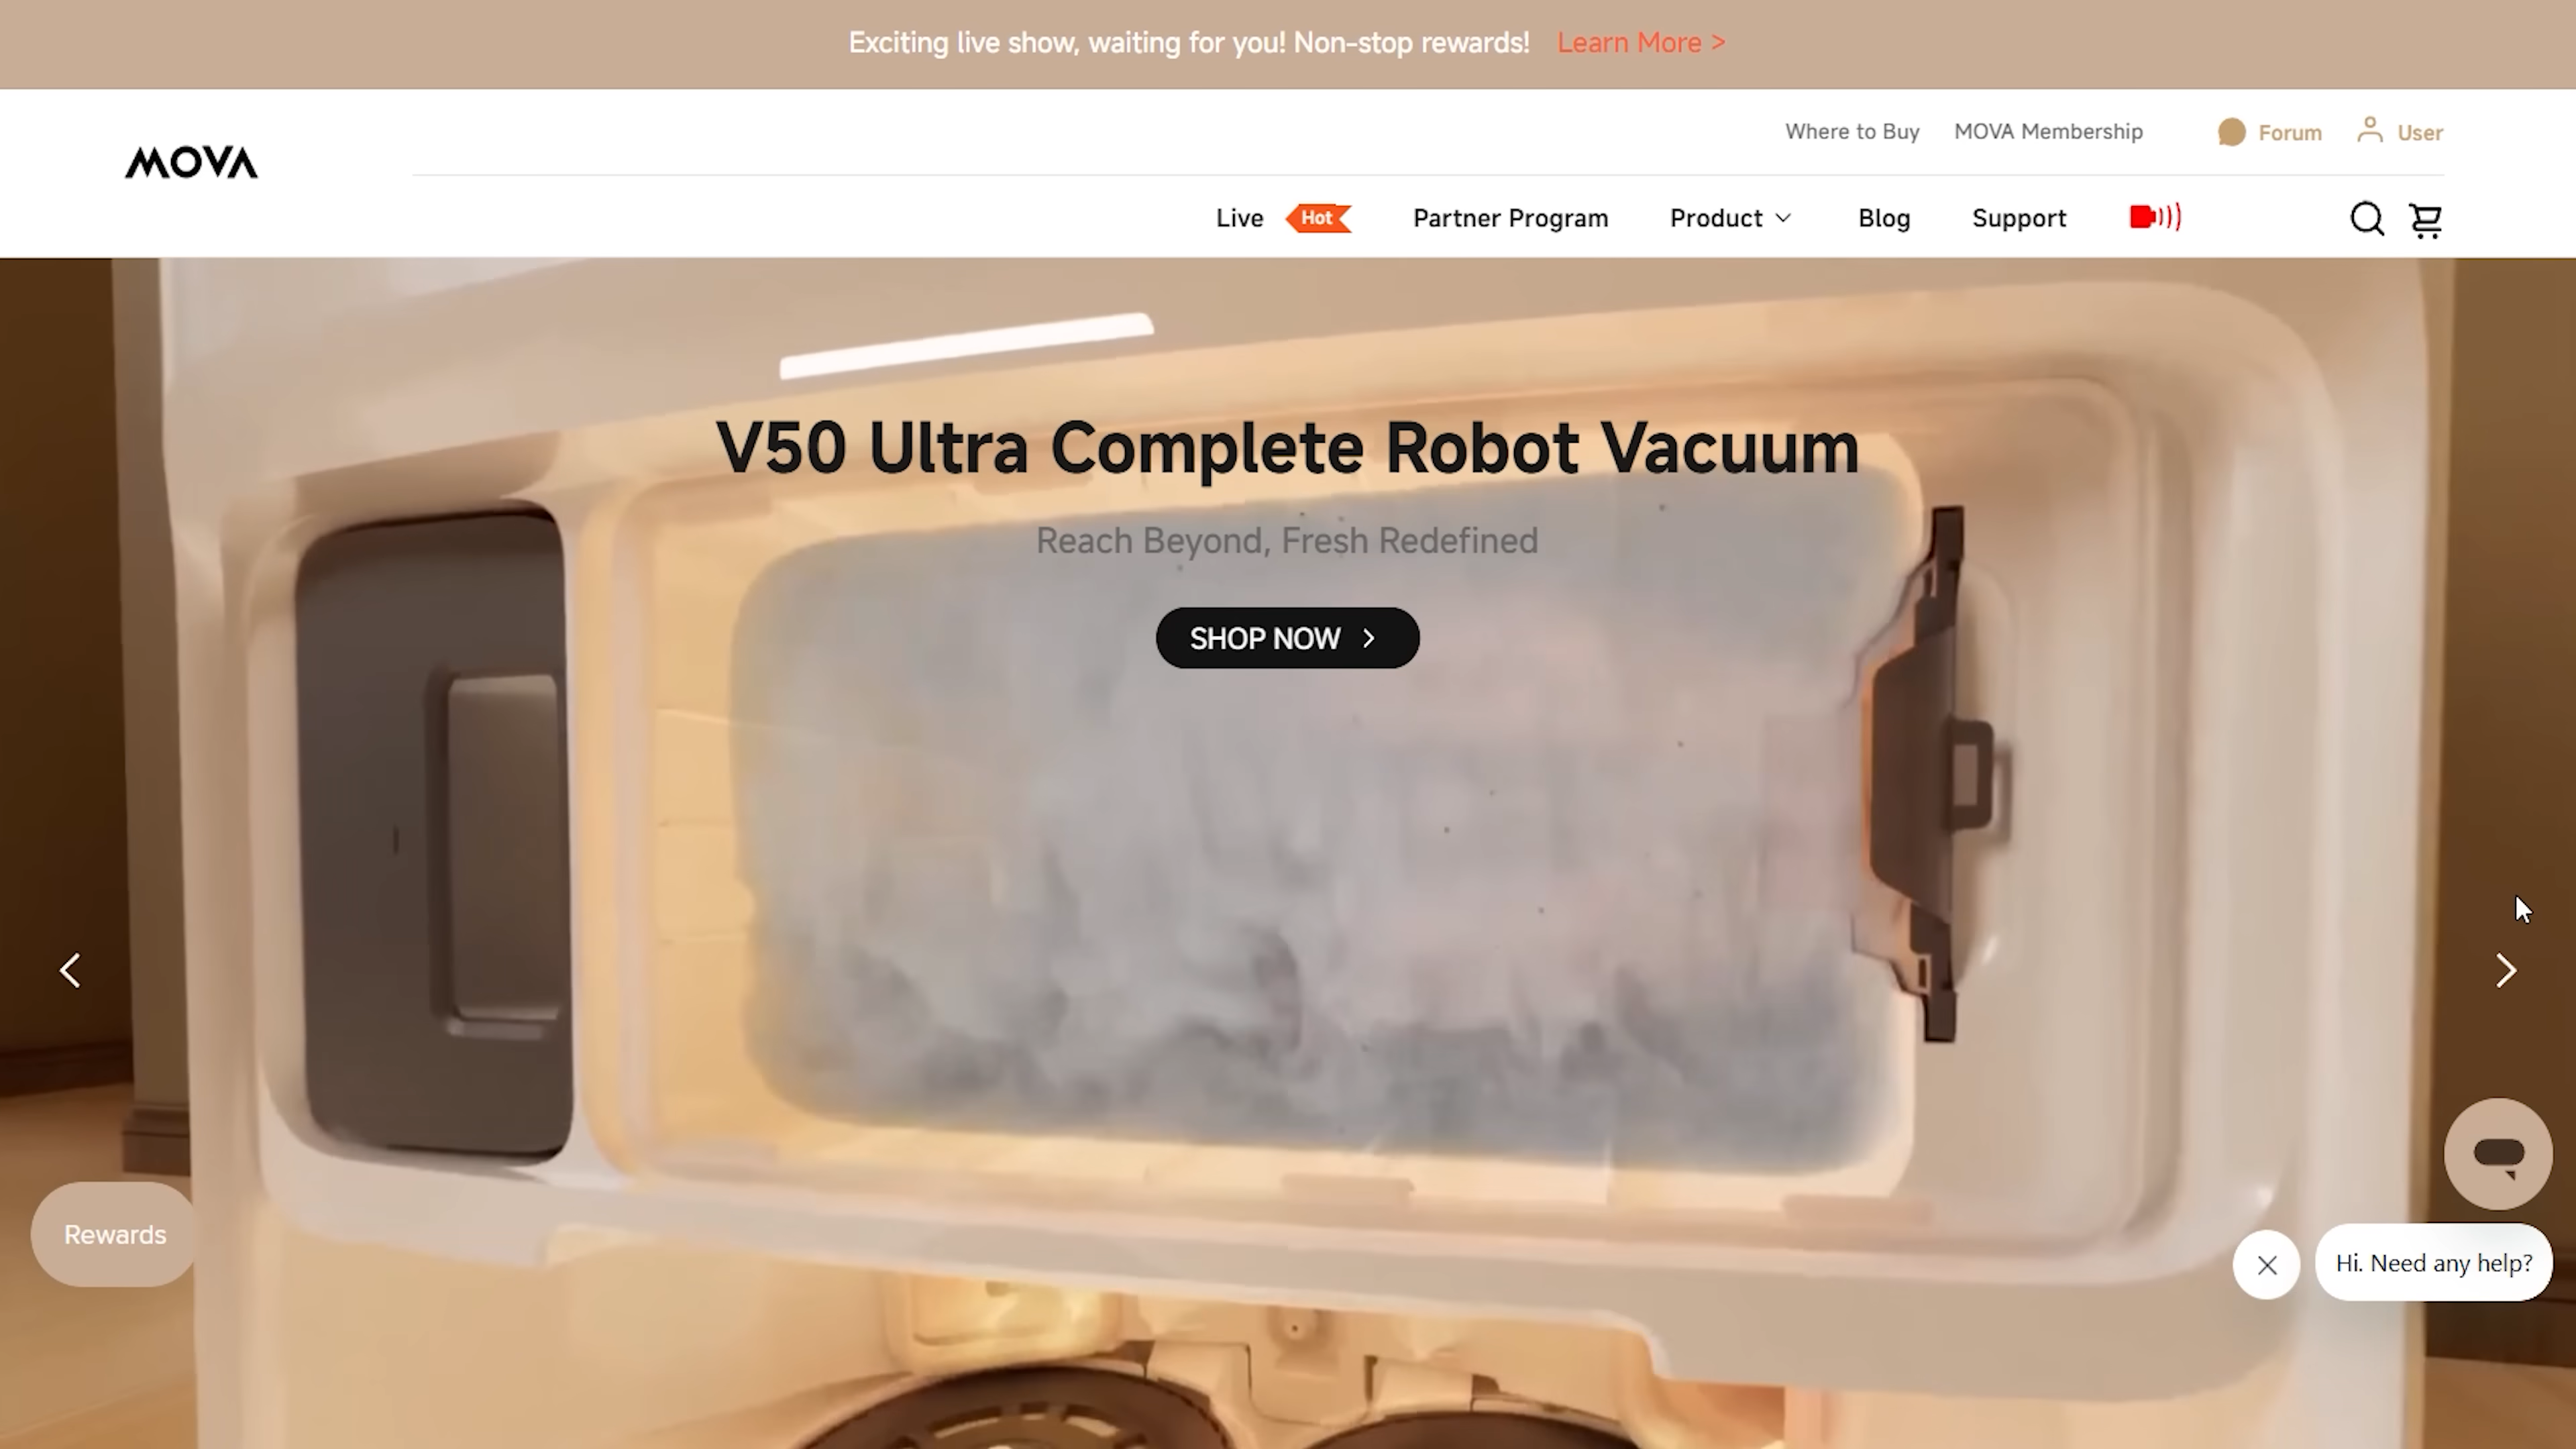 Exciting live show, waiting for you! Non-stop rewards! Learn More >
MOVA
Where to Buy MOVA Membership Forum User
Live Hot Partner Program Product Blog Support
V50 Ultra Complete Robot Vacuum
Reach Beyond, Fresh Redefined
SHOP NOW >
Rewards
Hi. Need any help?